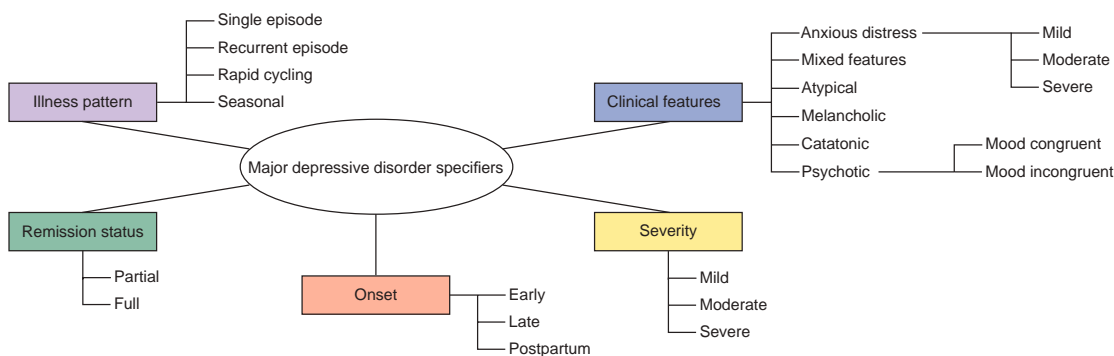 Single episode
Recurrent episode
Rapid cycling
Seasonal
Illness pattern
Major depressive disorder specifiers
Clinical features
Anxious distress
Mild
Moderate
Severe
Mixed features
Atypical
Melancholic
Catatonic
Psychotic
Mood congruent
Mood incongruent
Remission status
Partial
Full
Onset
Early
Late
Postpartum
Severity
Mild
Moderate
Severe